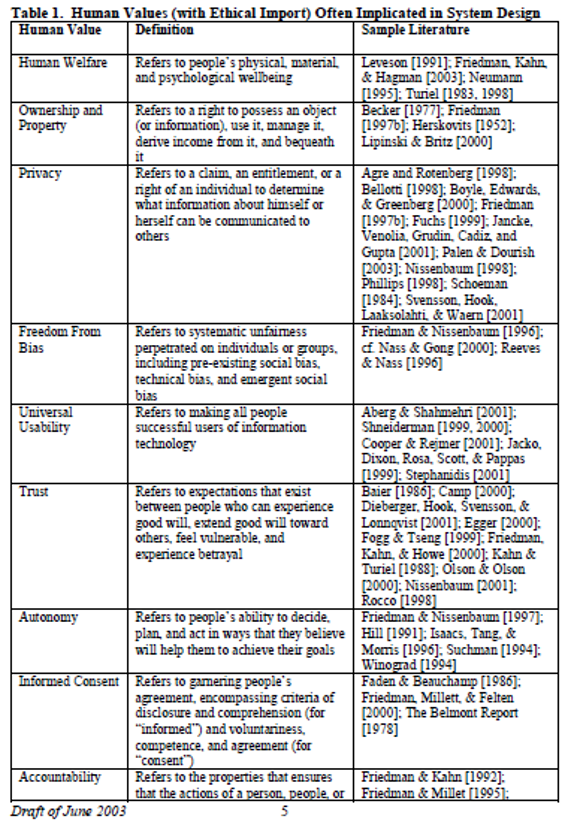 Table 1. Human Values (with Ethical Import) Often Implicated in System Design
Human Value Definition Sample Literature
Human Welfare
Refers to people's physical, material,
and psychological wellbeing
Leveson [1991]; Friedman, Kahn,
& Hagman [2003]; Neumann
[1995]; Turiel [1983, 1998]
Ownership and
Property
Refers to a right to possess an object
(or information), use it, manage it,
derive income from it, and bequeath
it
Becker [1977]; Friedman
[1997b]; Herskovits [1952];
Lipinski & Britz [2000]
Privacy
Refers to a claim, an entitlement, or a
right of an individual to determine
what information about himself or
herself can be communicated to
others
Agre and Rotenberg [1998];
Bellotti [1998]; Boyle, Edwards,
& Greenberg [2000]; Friedman
[1997b]; Fuchs [1999]; Jancke,
Venolia, Grudin, Cadiz, and
Gupta [2001]; Palen & Dourish
[2003]; Nissenbaum [1998];
Phillips [1998]; Schoeman
[1984]; Svensson, Hook,
Laaksolahti, & Waern [2001]
Freedom From
Bias
Refers to systematic unfairness
perpetrated on individuals or groups,
including pre-existing social bias,
technical bias, and emergent social
bias
Friedman & Nissenbaum [1996];
cf. Nass & Gong [2000]; Reeves
& Nass [1996]
Universal
Usability
Refers to making all people
successful users of information
technology
Aberg & Shahmehri [2001];
Shneiderman [1999, 2000];
Cooper & Rejmer [2001]; Jacko,
Dixon, Rosa, Scott, & Pappas
[1999]; Stephanidis [2001]
Trust
Refers to expectations that exist
between people who can experience
good will, extend good will toward
others, feel vulnerable, and
experience betrayal
Baier [1986]; Camp [2000];
Dieberger, Hook, Svensson, &
Lonnqvist [2001]; Egger [2000];
Fogg & Tseng [1999]; Friedman,
Kahn, & Howe [2000]; Kahn &
Turiel [1988]; Olson & Olson
[2000]; Nissenbaum [2001];
Rocco [1998]
Autonomy
Refers to people's ability to decide,
plan, and act in ways that they believe
will help them to achieve their goals
Friedman & Nissenbaum [1997];
Hill [1991]; Isaacs, Tang, &
Morris [1996]; Suchman [1994];
Winograd [1994]
Informed Consent
Refers to garnering people's
agreement, encompassing criteria of
disclosure and comprehension (for
"informed") and voluntariness,
competence, and agreement (for
"consent")
Faden & Beauchamp [1986];
Friedman, Millett, & Felten
[2000]; The Belmont Report
[1978]
Accountability
Refers to the properties that ensures
that the actions of a person, people, or
Friedman & Kahn [1992];
Friedman & Millet [1995];
Draft of June 2003 5